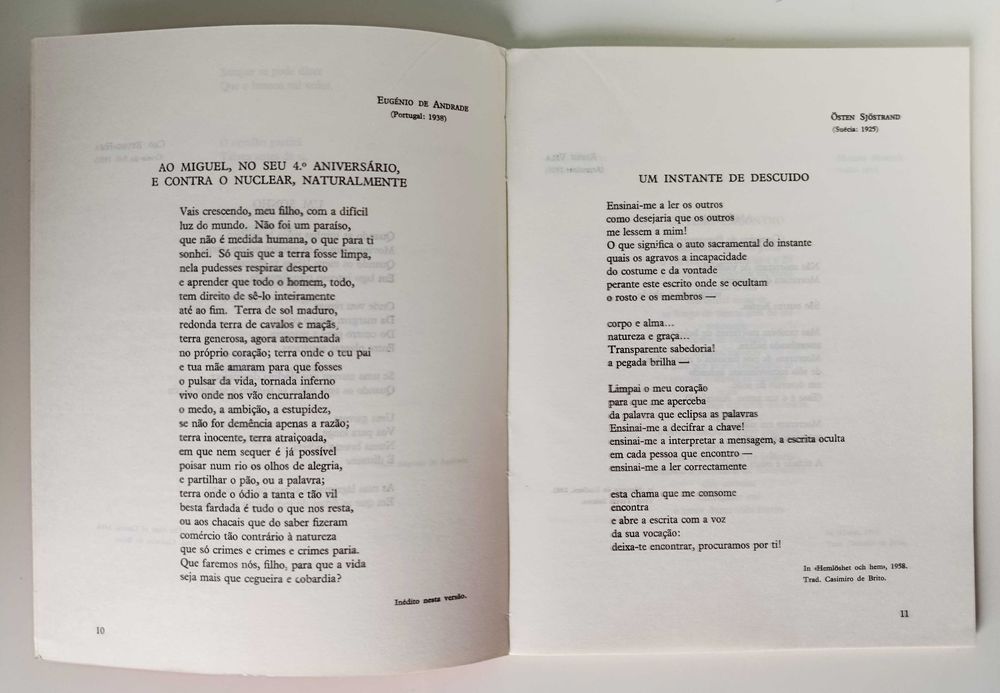 EUGÉNIO DE ANDRADE
(Portugal: 1938)
AO MIGUEL, NO SEU 4.º ANIVERSÁRIO,
E CONTRA O NUCLEAR, NATURALMENTE
Vais crescendo, meu filho, com a difícil
luz do mundo. Não foi um paraíso,
que não é medida humana, o que para ti
sonhei. Só quis que a terra fosse limpa,
nela pudesses respirar desperto
e aprender que todo o homem, todo,
tem direito de sê-lo inteiramente
até ao fim. Terra de sol maduro,
redonda terra de cavalos e maçãs,
terra generosa, agora atormentada
no próprio coração; terra onde o teu pai
e tua mãe amaram para que fosses
o pulsar da vida, tornada inferno
vivo onde nos vão encurralando
o medo, a ambição, a estupidez,
se não for demência apenas a razão;
terra inocente, terra atraiçoada,
em que nem sequer é já possível
poisar num rio os olhos de alegria,
e partilhar o pão, ou a palavra;
terra onde o ódio a tanta e tão vil
besta fardada é tudo o que nos resta,
ou aos chacais que do saber fizeram
comércio tão contrário à natureza
que só crimes e crimes e crimes paria.
Que faremos nós, filho, para que a vida
seja mais que cegueira e cobardia?
Inédito nesta versão.
10
ÖSTEN SJÖSTRAND
(Suécia: 1925)
UM INSTANTE DE DESCUIDO
Ensinai-me a ler os outros
como desejaria que os outros
me lessem a mim!
O que significa o auto sacramental do instante
quais os agravos a incapacidade
do costume e da vontade
perante este escrito onde se ocultam
o rosto e os membros —
corpo e alma...
natureza e graça...
Transparente sabedoria!
a pegada brilha —
Limpai o meu coração
para que me aperceba
da palavra que eclipsa as palavras
Ensinai-me a decifrar a chave!
ensinai-me a interpretar a mensagem, a escrita oculta
em cada pessoa que encontro —
ensinai-me a ler correctamente
esta chama que me consome
encontra
e abre a escrita com a voz
da sua vocação:
deixa-te encontrar, procuramos por ti!
In «Hemlöshet och hem», 1958.
Trad. Casimiro de Brito.
11